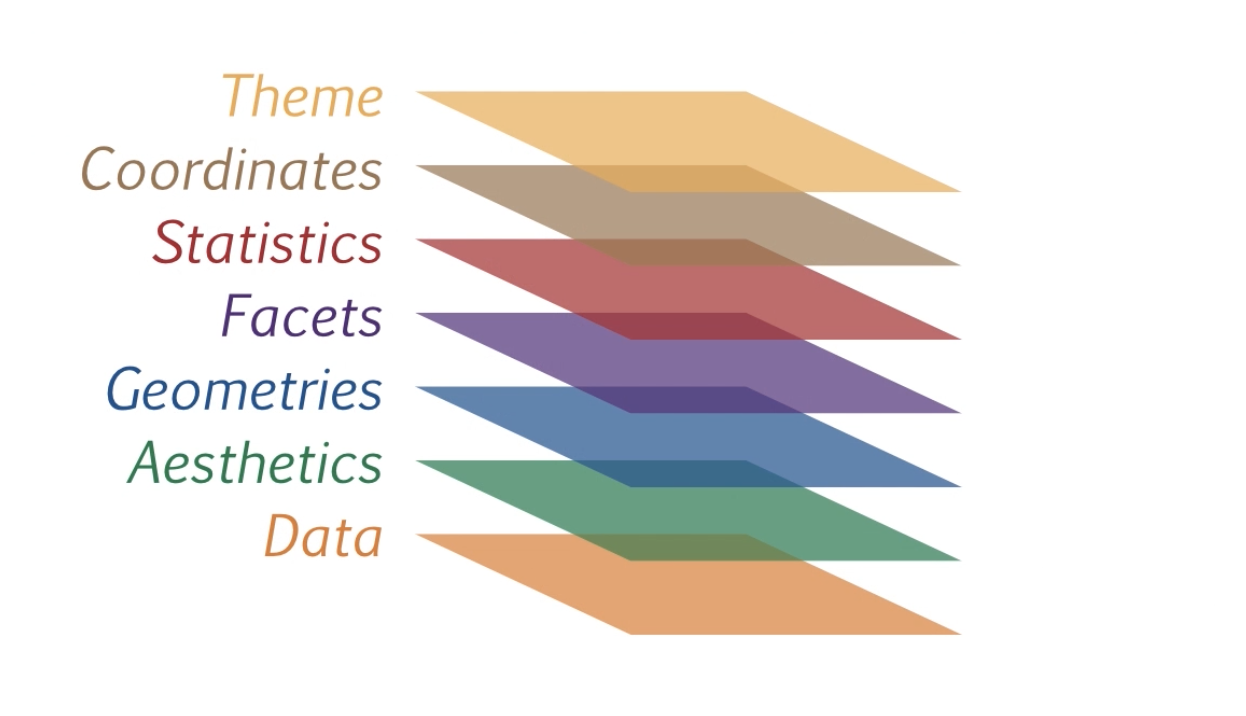 Theme
Coordinates
Statistics
Facets
Geometries
Aesthetics
Data